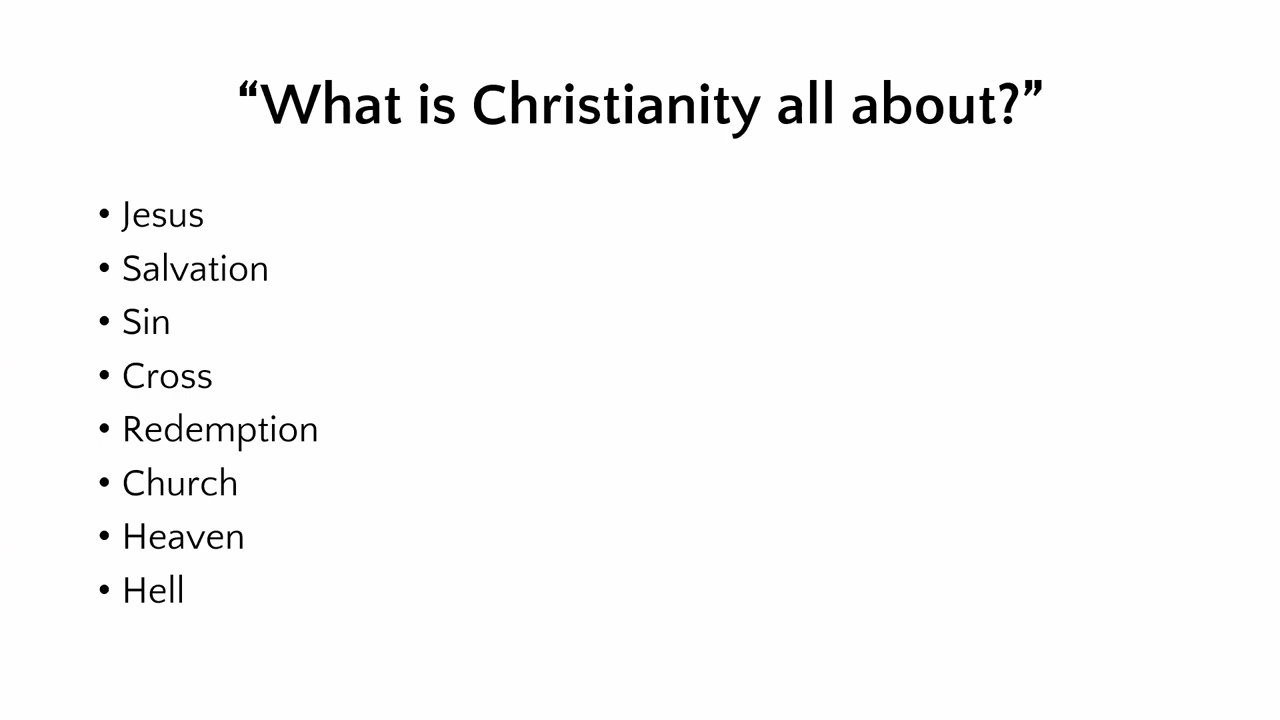 “What is Christianity all about?”
• Jesus
• Salvation
• Sin
• Cross
• Redemption
• Church
• Heaven
• Hell